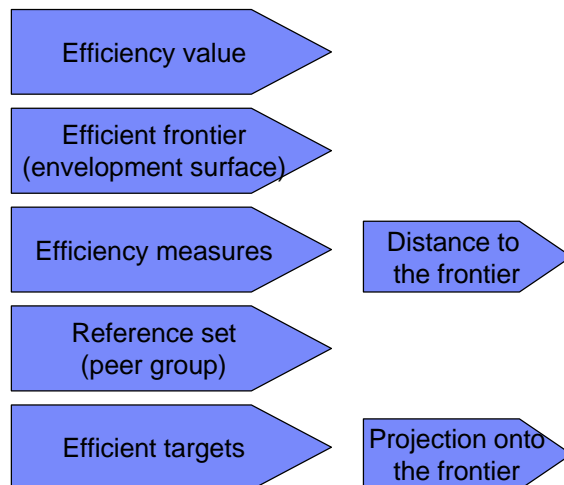 Efficiency value
Efficient frontier
(envelopment surface)
Efficiency measures
Distance to
the frontier
Reference set
(peer group)
Efficient targets
Projection onto
the frontier